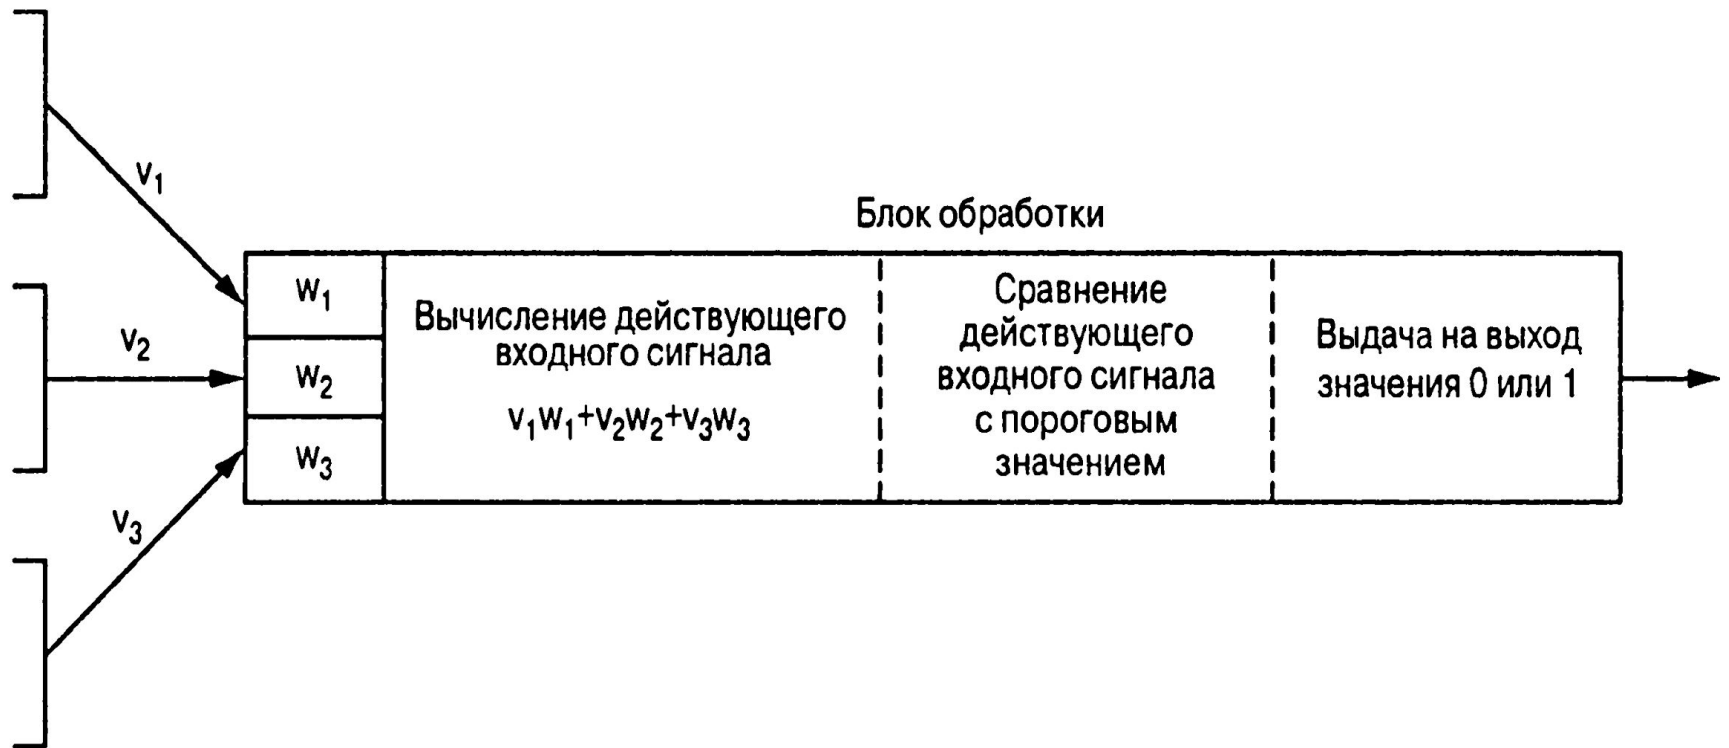 v₁
Блок обработки
v₂
v₃
w₁
w₂
w₃
Вычисление действующего
входного сигнала
v₁w₁+v₂w₂+v₃w₃
Сравнение
действующего
входного сигнала
с пороговым
значением
Выдача на выход
значения 0 или 1